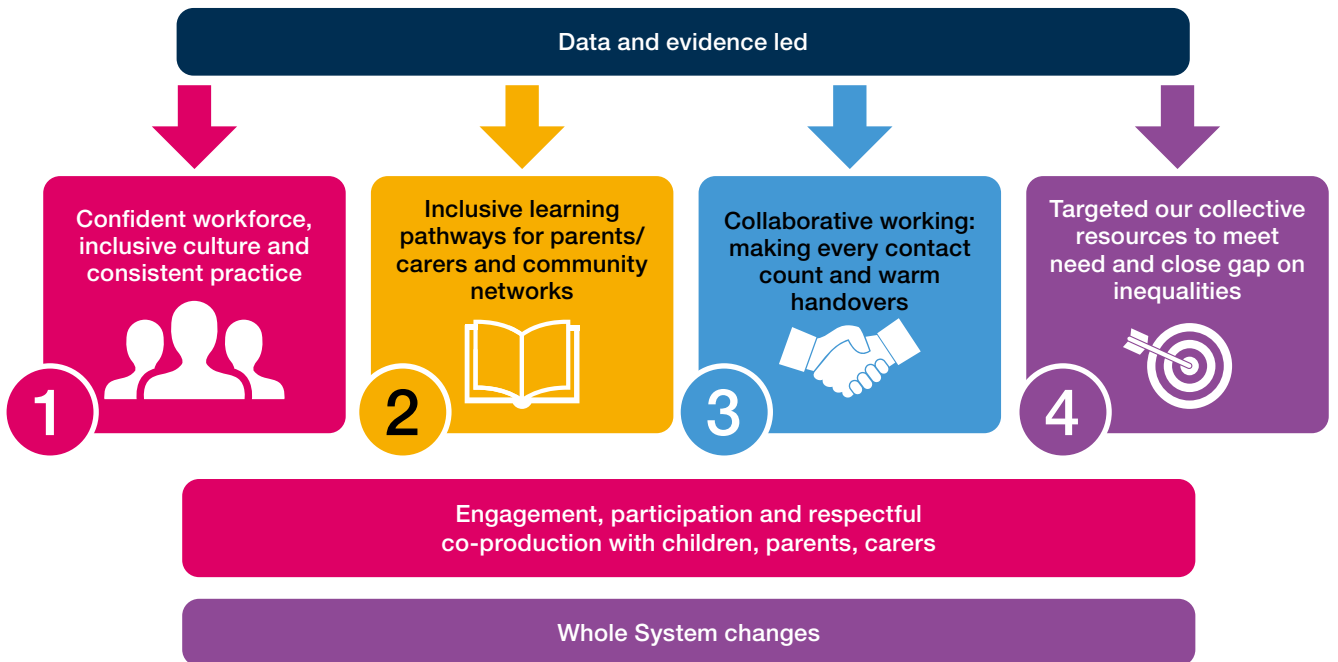 Data and evidence led
Confident workforce,
inclusive culture and
consistent practice
1
Inclusive learning
pathways for parents/
carers and community
networks
2
Collaborative working:
making every contact
count and warm
handovers
3
Targeted our collective
resources to meet
need and close gap on
inequalities
4
Engagement, participation and respectful
co-production with children, parents, carers
Whole System changes